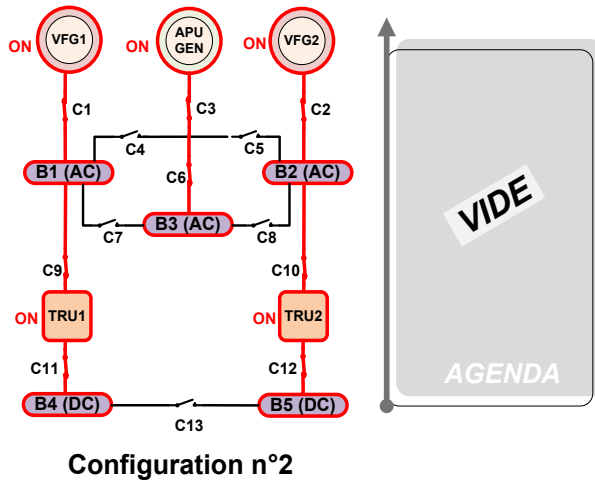 ON VFG1 ON APU GEN ON VFG2
C1 C3 C2
C4 C5
B1 (AC) C6 B2 (AC)
C7 B3 (AC) C8
C9 C10
ON TRU1 ON TRU2
C11 C12
B4 (DC) C13 B5 (DC)
VIDE
AGENDA
Configuration n°2